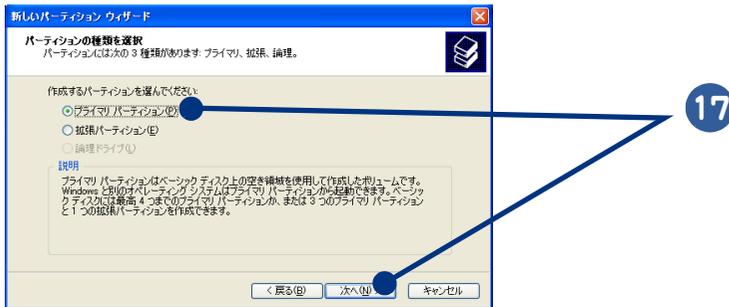 新しいパーティション ウィザード
パーティションの種類を選択
パーティションには次の 3 種類があります: プライマリ、拡張、論理。
作成するパーティションを選んでください:
プライマリ パーティション(P)
拡張パーティション(E)
論理ドライブ(L)
説明
プライマリ パーティションはベーシック ディスク上の空き領域を使用して作成したボリュームです。
Windows と別のオペレーティング システムはプライマリ パーティションから起動できます。ベーシッ
ク ディスクには最高 4 つまでのプライマリ パーティションか、または 3 つのプライマリ パーティション
と 1 つの拡張パーティションを作成できます。
< 戻る(B) 次へ(N) キャンセル
17